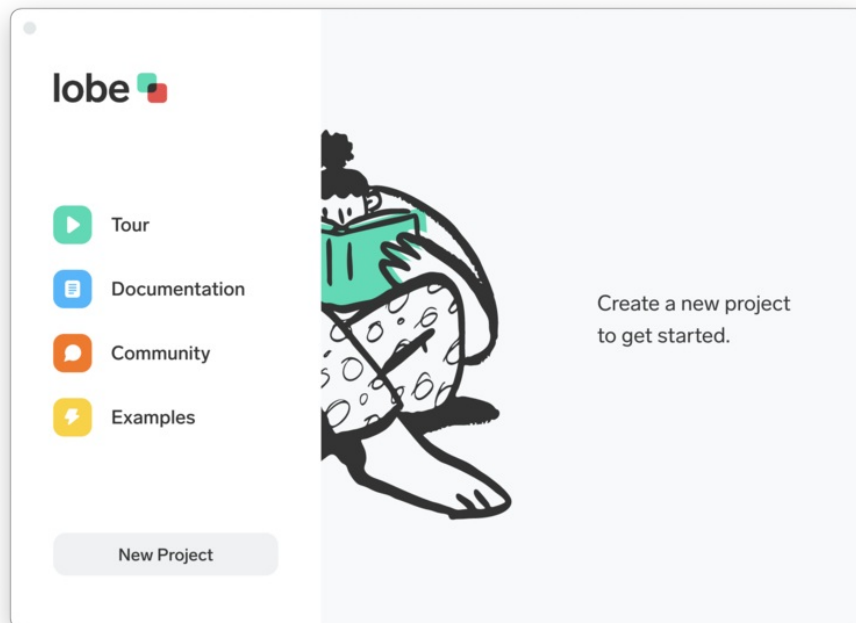 lobe
Tour
Documentation
Community
Examples
New Project
Create a new project
to get started.